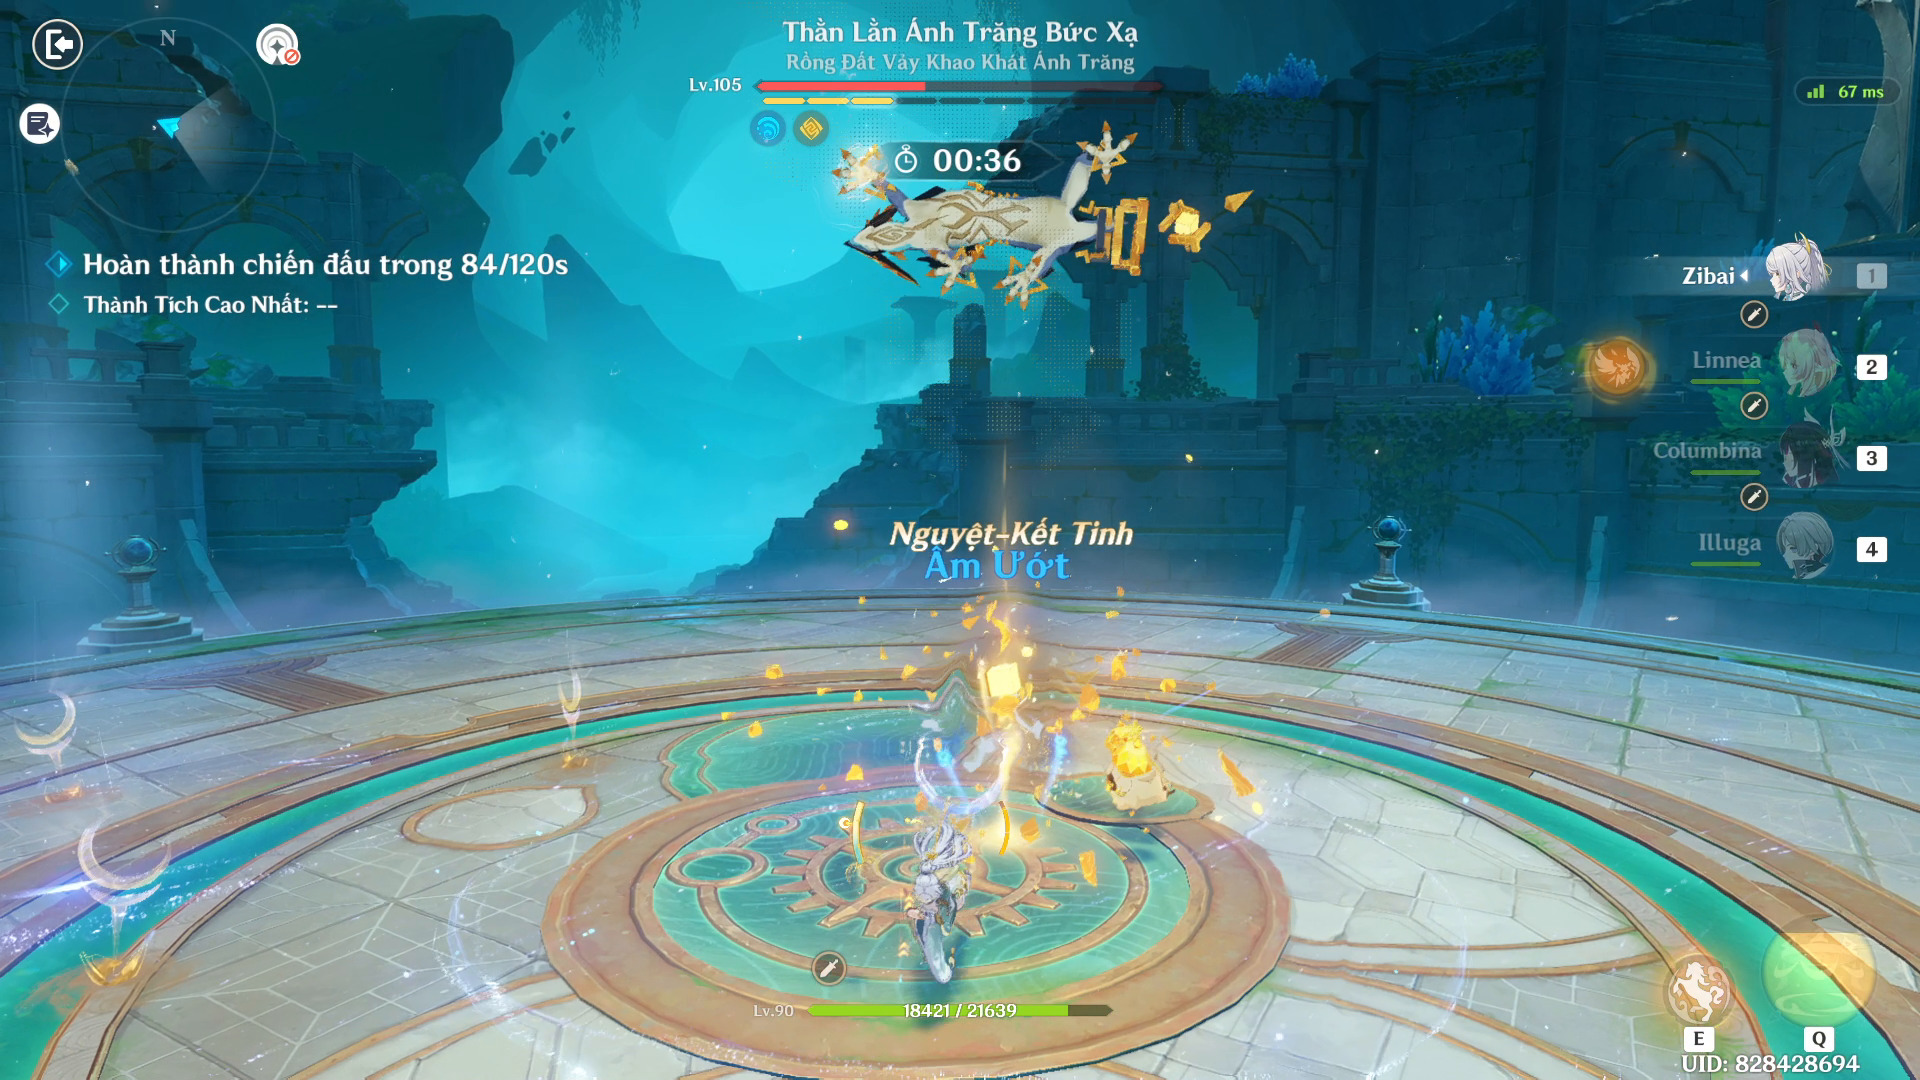 N
Thằn Lằn Ánh Trăng Bức Xạ
Rồng Đất Vảy Khao Khát Ánh Trăng
Lv.105
67 ms
00:36
Hoàn thành chiến đấu trong 84/120s
Thành Tích Cao Nhất: --
Zibai
1
Linnea
2
Columbina
3
Illuga
4
Nguyệt-Kết Tinh
Ẩm Ướt
Lv.90
18421 / 21639
E
Q
UID: 828428694